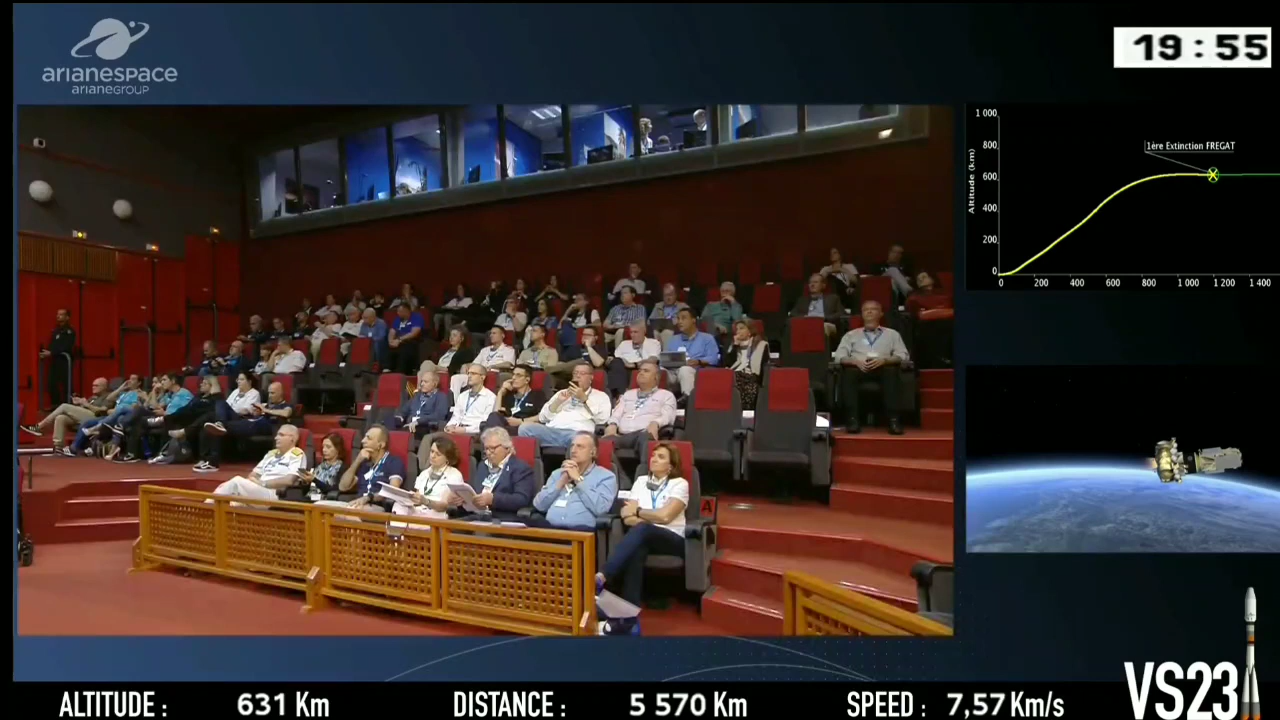 arianespace
arianeGROUP
19 : 55
1 000
800
600
400
200
0
Altitude (km)
1ère Extinction FREGAT
0 200 400 600 800 1 000 1 200 1 400
A
ALTITUDE : 631 Km DISTANCE : 5 570 Km SPEED : 7,57 Km/s
VS23